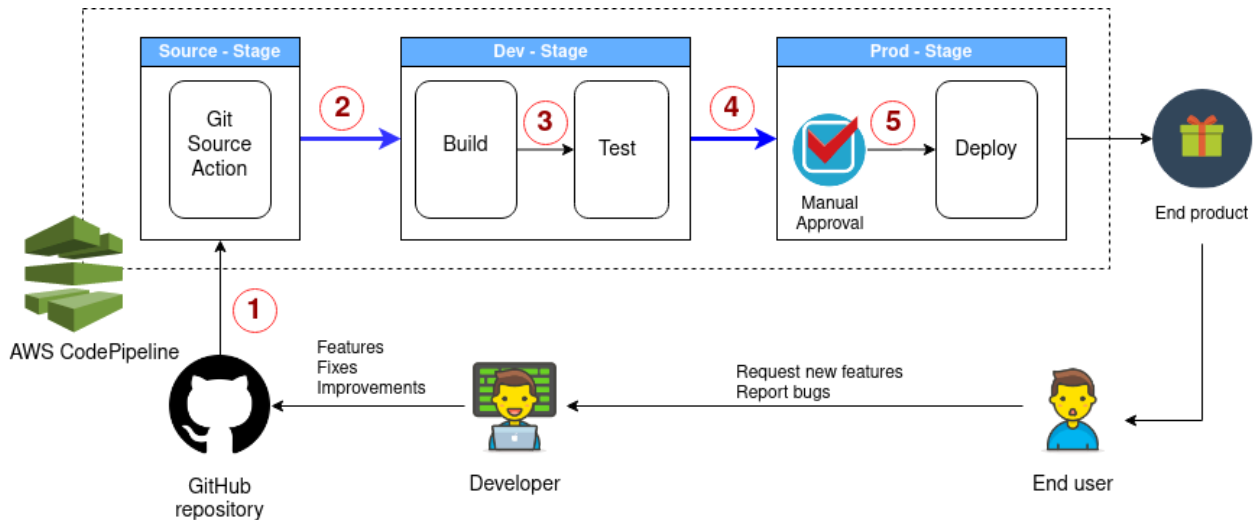 Source - Stage
Dev - Stage
Prod - Stage
Git
Source
Action
2
Build
3
Test
4
Manual
Approval
5
Deploy
End product
AWS CodePipeline
1
Features
Fixes
Improvements
Request new features
Report bugs
GitHub
repository
Developer
End user